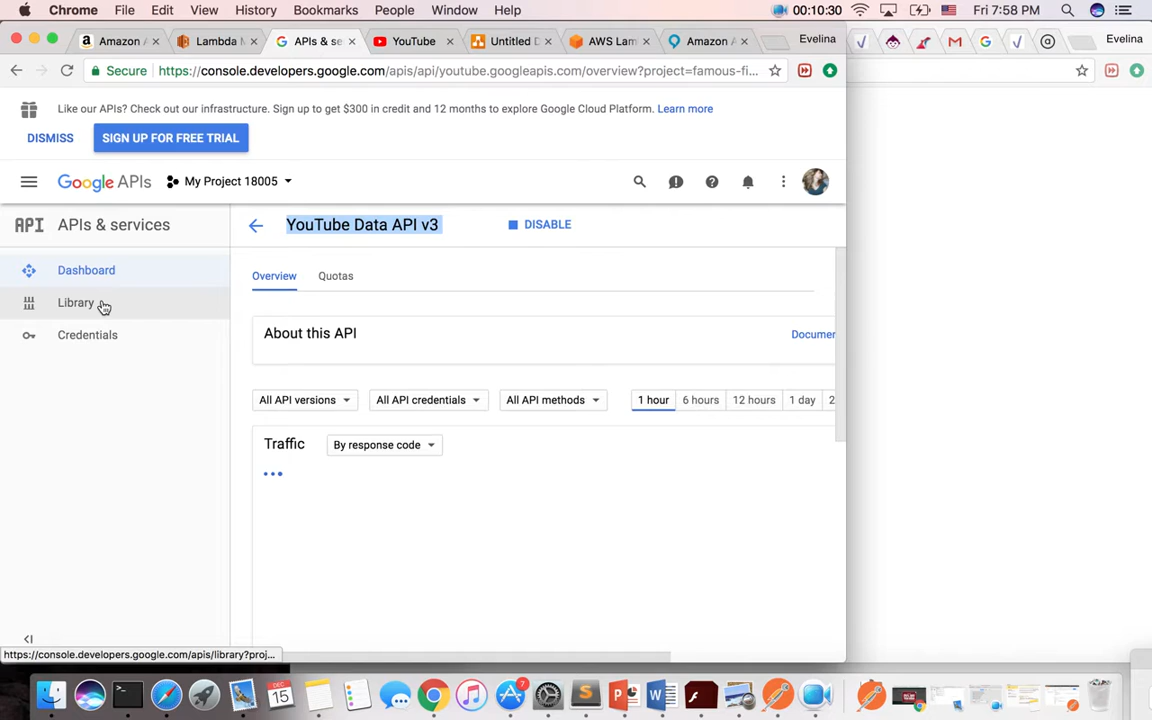 Chrome File Edit View History Bookmarks People Window Help 00:10:30 Fri 7:58 PM
Amazon A Lambda M APIs & se YouTube Untitled D AWS Lam Amazon A Evelina Evelina
Secure https://console.developers.google.com/apis/api/youtube.googleapis.com/overview?project=famous-fi...
Like our APIs? Check out our infrastructure. Sign up to get $300 in credit and 12 months to explore Google Cloud Platform. Learn more
DISMISS SIGN UP FOR FREE TRIAL
Google APIs My Project 18005
API APIs & services YouTube Data API v3 DISABLE
Dashboard Overview Quotas
Library
Credentials About this API Documen
All API versions All API credentials All API methods 1 hour 6 hours 12 hours 1 day 2
Traffic By response code
https://console.developers.google.com/apis/library?proj...
DEC
15
7